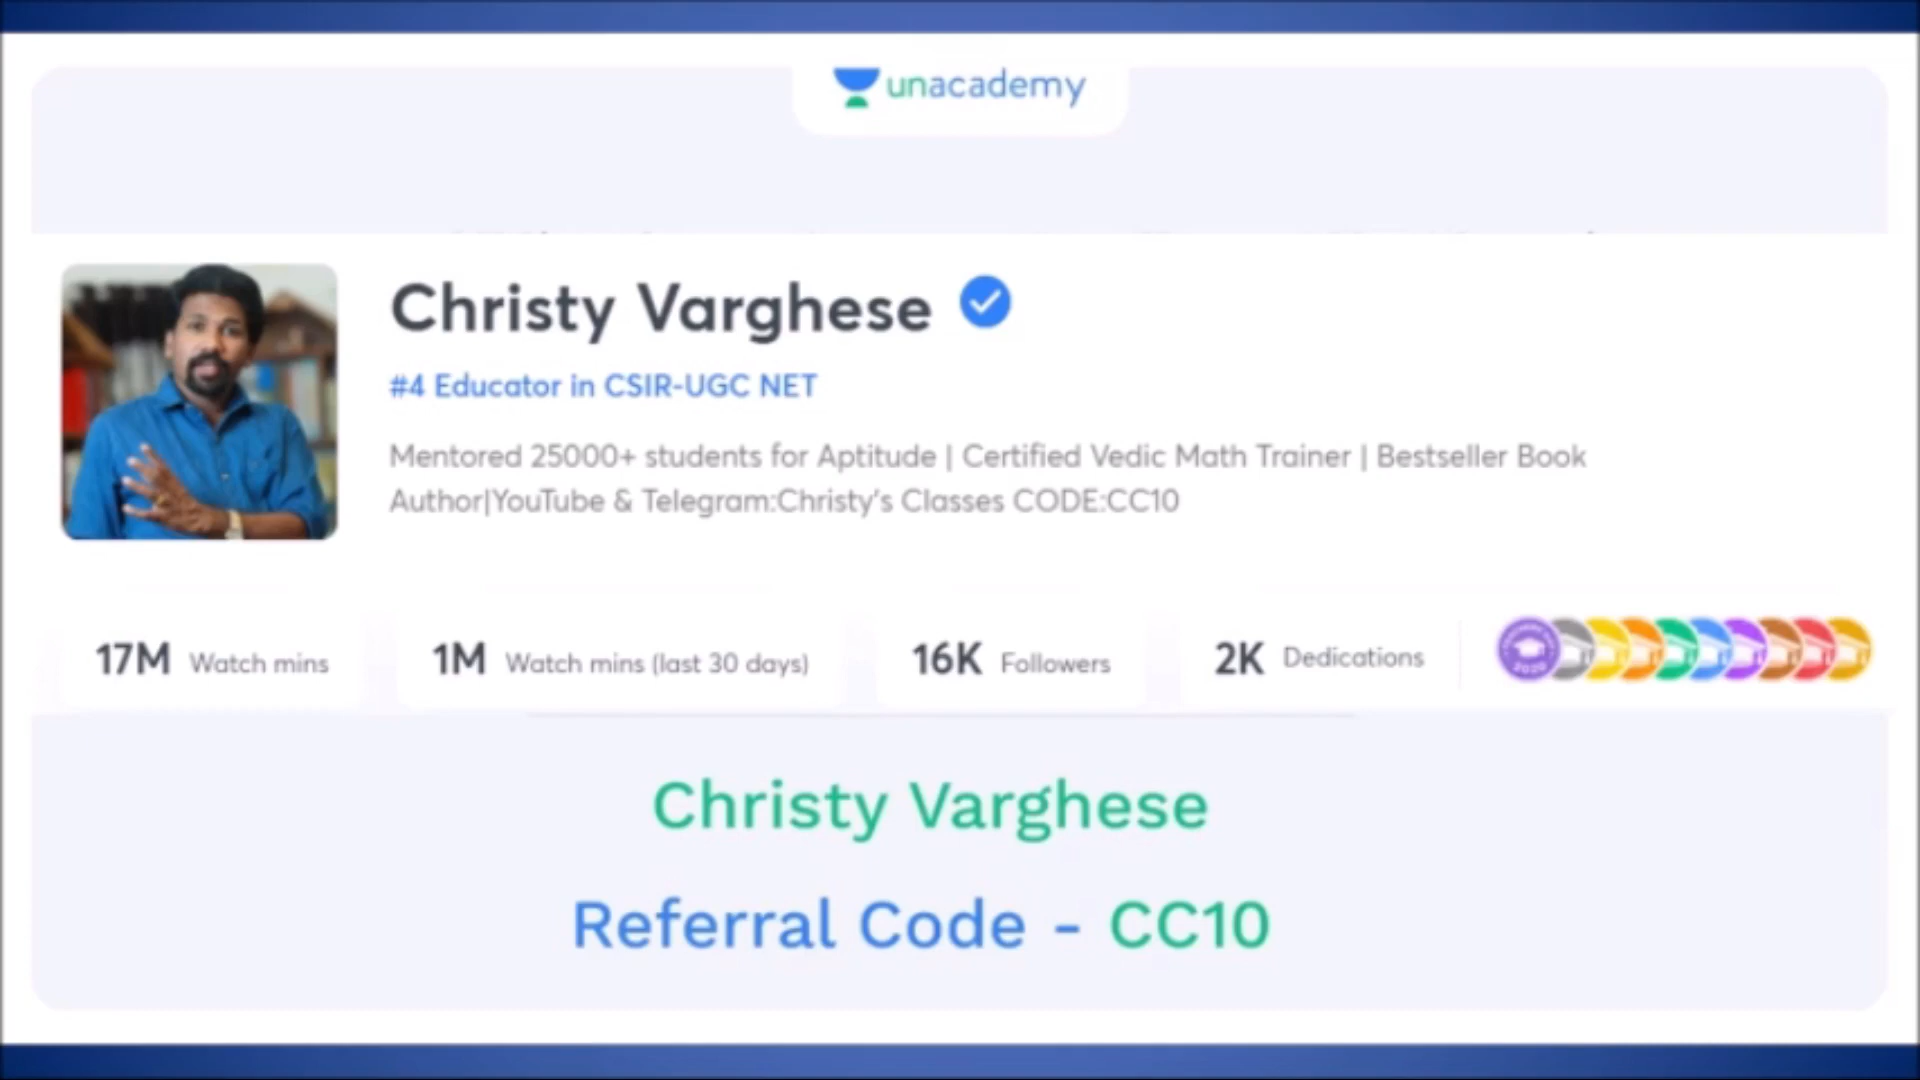 unacademy
Christy Varghese
#4 Educator in CSIR-UGC NET
Mentored 25000+ students for Aptitude | Certified Vedic Math Trainer | Bestseller Book
Author|YouTube & Telegram:Christy's Classes CODE:CC10
17M Watch mins 1M Watch mins (last 30 days) 16K Followers 2K Dedications
Christy Varghese
Referral Code - CC10